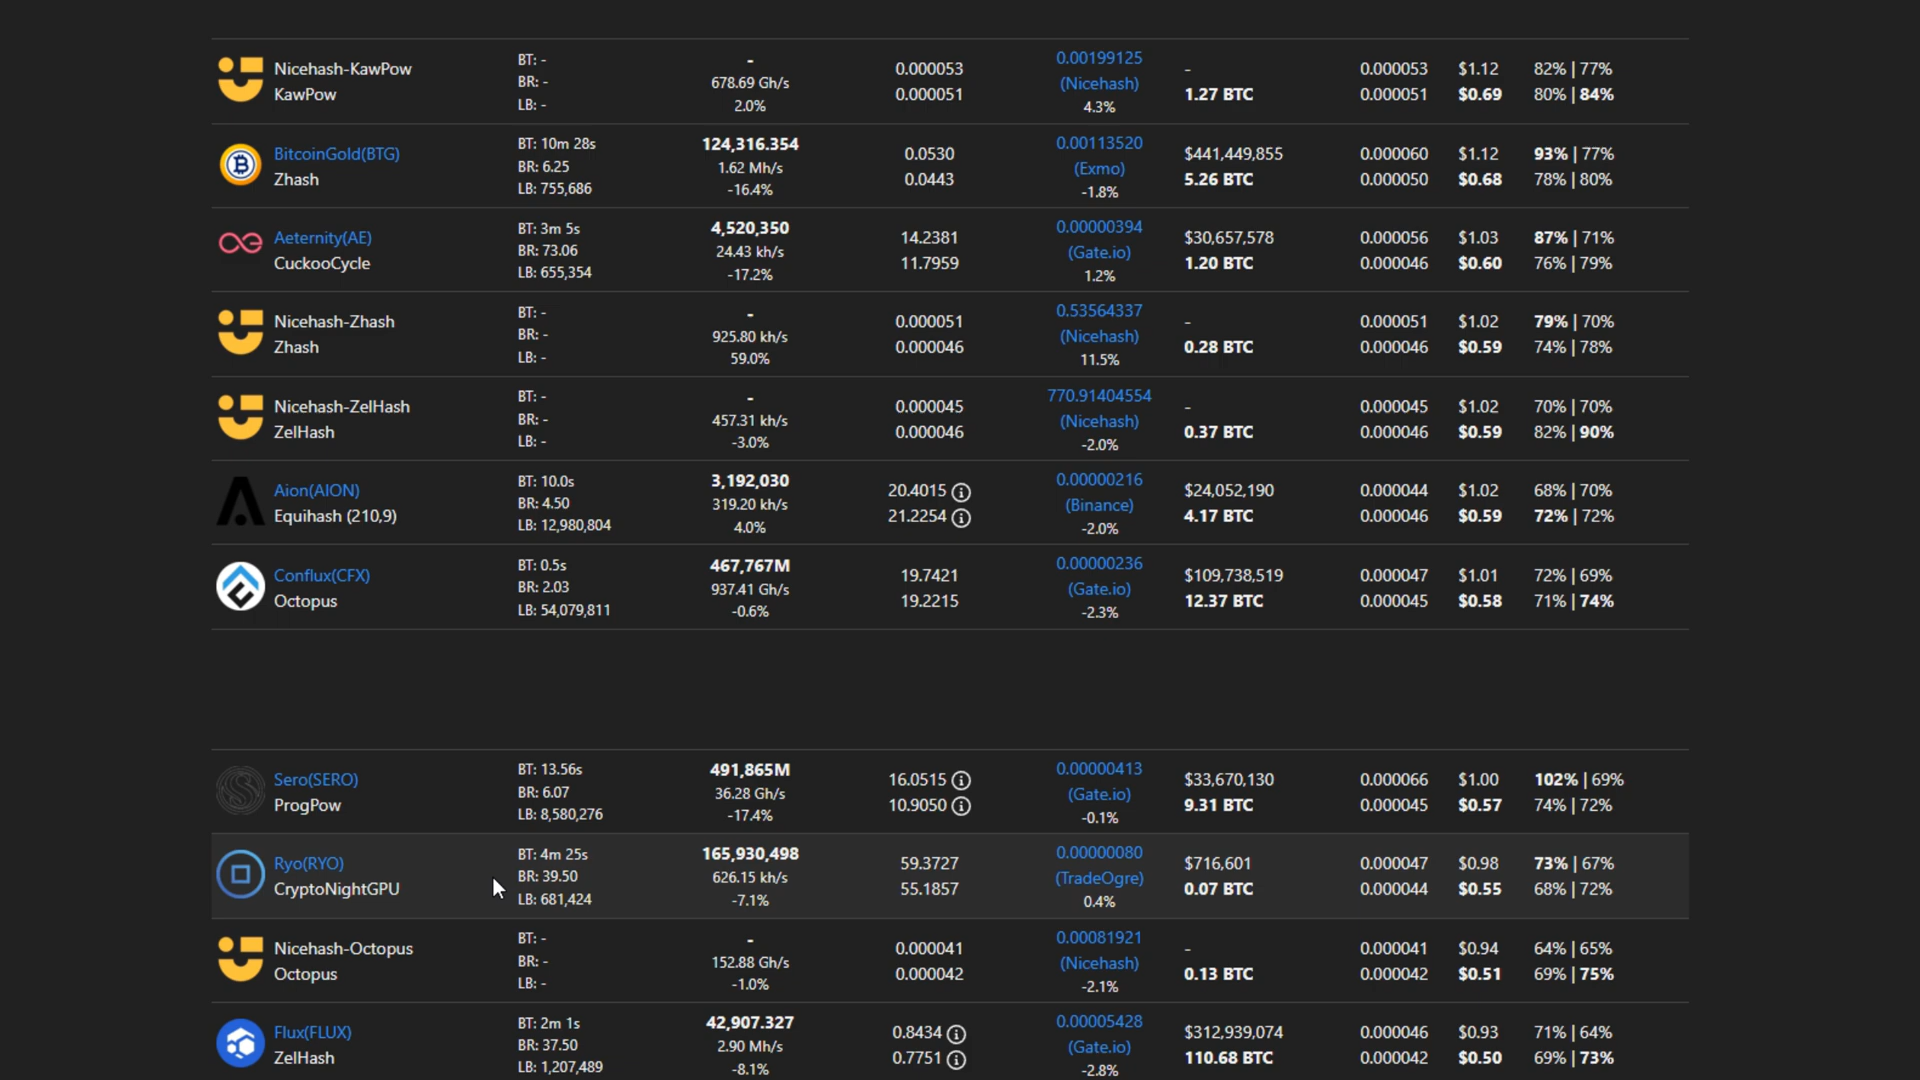 Nicehash-KawPow
KawPow
BT: -
BR: -
LB: -
-
678.69 Gh/s
2.0%
0.000053
0.000051
0.00199125
(Nicehash)
4.3%
-
1.27 BTC
0.000053
0.000051
$1.12
$0.69
82% | 77%
80% | 84%
BitcoinGold(BTG)
Zhash
BT: 10m 28s
BR: 6.25
LB: 755,686
124,316.354
1.62 Mh/s
-16.4%
0.0530
0.0443
0.00113520
(Exmo)
-1.8%
$441,449,855
5.26 BTC
0.000060
0.000050
$1.12
$0.68
93% | 77%
78% | 80%
Aeternity(AE)
CuckooCycle
BT: 3m 5s
BR: 73.06
LB: 655,354
4,520,350
24.43 kh/s
-17.2%
14.2381
11.7959
0.00000394
(Gate.io)
1.2%
$30,657,578
1.20 BTC
0.000056
0.000046
$1.03
$0.60
87% | 71%
76% | 79%
Nicehash-Zhash
Zhash
BT: -
BR: -
LB: -
-
925.80 kh/s
59.0%
0.000051
0.000046
0.53564337
(Nicehash)
11.5%
-
0.28 BTC
0.000051
0.000046
$1.02
$0.59
79% | 70%
74% | 78%
Nicehash-ZelHash
ZelHash
BT: -
BR: -
LB: -
-
457.31 kh/s
-3.0%
0.000045
0.000046
770.91404554
(Nicehash)
-2.0%
-
0.37 BTC
0.000045
0.000046
$1.02
$0.59
70% | 70%
82% | 90%
Aion(AION)
Equihash (210,9)
BT: 10.0s
BR: 4.50
LB: 12,980,804
3,192,030
319.20 kh/s
4.0%
20.4015
21.2254
0.00000216
(Binance)
-2.0%
$24,052,190
4.17 BTC
0.000044
0.000046
$1.02
$0.59
68% | 70%
72% | 72%
Conflux(CFX)
Octopus
BT: 0.5s
BR: 2.03
LB: 54,079,811
467,767M
937.41 Gh/s
-0.6%
19.7421
19.2215
0.00000236
(Gate.io)
-2.3%
$109,738,519
12.37 BTC
0.000047
0.000045
$1.01
$0.58
72% | 69%
71% | 74%
Sero(SERO)
ProgPow
BT: 13.56s
BR: 6.07
LB: 8,580,276
491,865M
36.28 Gh/s
-17.4%
16.0515
10.9050
0.00000413
(Gate.io)
-0.1%
$33,670,130
9.31 BTC
0.000066
0.000045
$1.00
$0.57
102% | 69%
74% | 72%
Ryo(RYO)
CryptoNightGPU
BT: 4m 25s
BR: 39.50
LB: 681,424
165,930,498
626.15 kh/s
-7.1%
59.3727
55.1857
0.00000080
(TradeOgre)
0.4%
$716,601
0.07 BTC
0.000047
0.000044
$0.98
$0.55
73% | 67%
68% | 72%
Nicehash-Octopus
Octopus
BT: -
BR: -
LB: -
-
152.88 Gh/s
-1.0%
0.000041
0.000042
0.00081921
(Nicehash)
-2.1%
-
0.13 BTC
0.000041
0.000042
$0.94
$0.51
64% | 65%
69% | 75%
Flux(FLUX)
ZelHash
BT: 2m 1s
BR: 37.50
LB: 1,207,489
42,907.327
2.90 Mh/s
-8.1%
0.8434
0.7751
0.00005428
(Gate.io)
-2.8%
$312,939,074
110.68 BTC
0.000046
0.000042
$0.93
$0.50
71% | 64%
69% | 73%